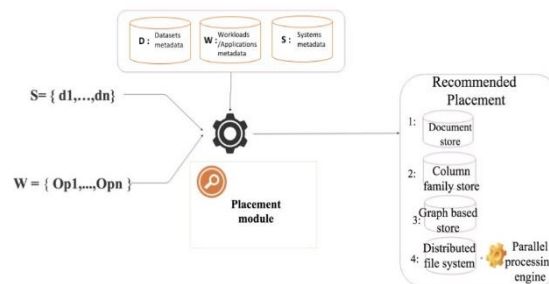 D :
Datasets
metadata
W :
Workloads
/Applications
metadata
S :
Systems
metadata
S= { d1,…,dn}
W = { Op1,...,Opn }
Placement
module
Recommended
Placement
1:
Document
store
2:
Column
family store
3:
Graph based
store
4:
Distributed
file system
Parallel
processing
engine